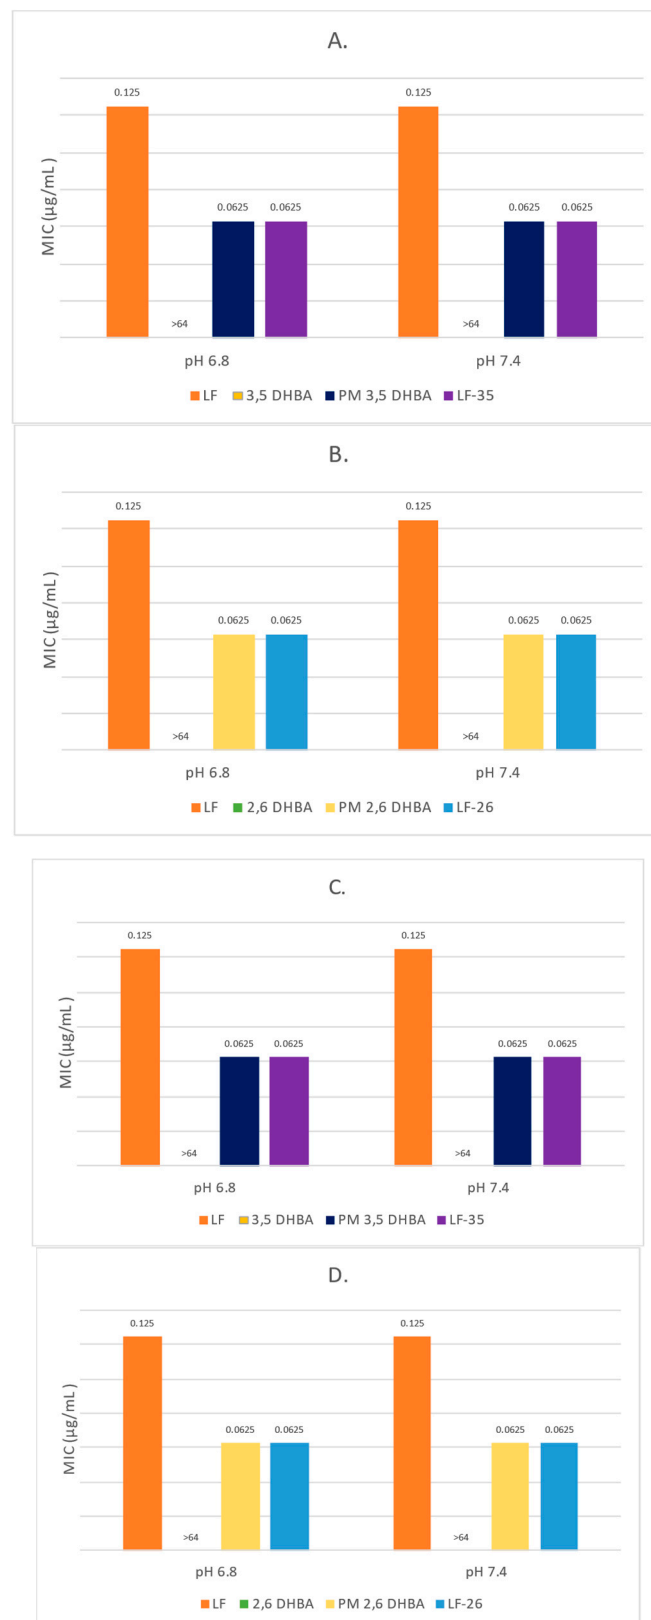 A.
MIC (µg/mL)
0.125
>64
0.0625
0.0625
0.125
>64
0.0625
0.0625
pH 6.8
pH 7.4
LF
3,5 DHBA
PM 3,5 DHBA
LF-35
B.
MIC (µg/mL)
0.125
>64
0.0625
0.0625
0.125
>64
0.0625
0.0625
pH 6.8
pH 7.4
LF
2,6 DHBA
PM 2,6 DHBA
LF-26
C.
MIC (µg/mL)
0.125
>64
0.0625
0.0625
0.125
>64
0.0625
0.0625
pH 6.8
pH 7.4
LF
3,5 DHBA
PM 3,5 DHBA
LF-35
D.
MIC (µg/mL)
0.125
>64
0.0625
0.0625
0.125
>64
0.0625
0.0625
pH 6.8
pH 7.4
LF
2,6 DHBA
PM 2,6 DHBA
LF-26